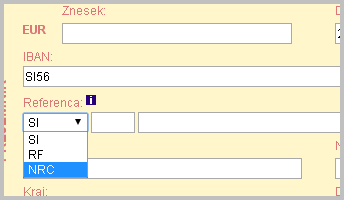 Znesek:
EUR
IBAN:
SI56
Referenca: i
SI
SI
RF
NRC
Kraj: